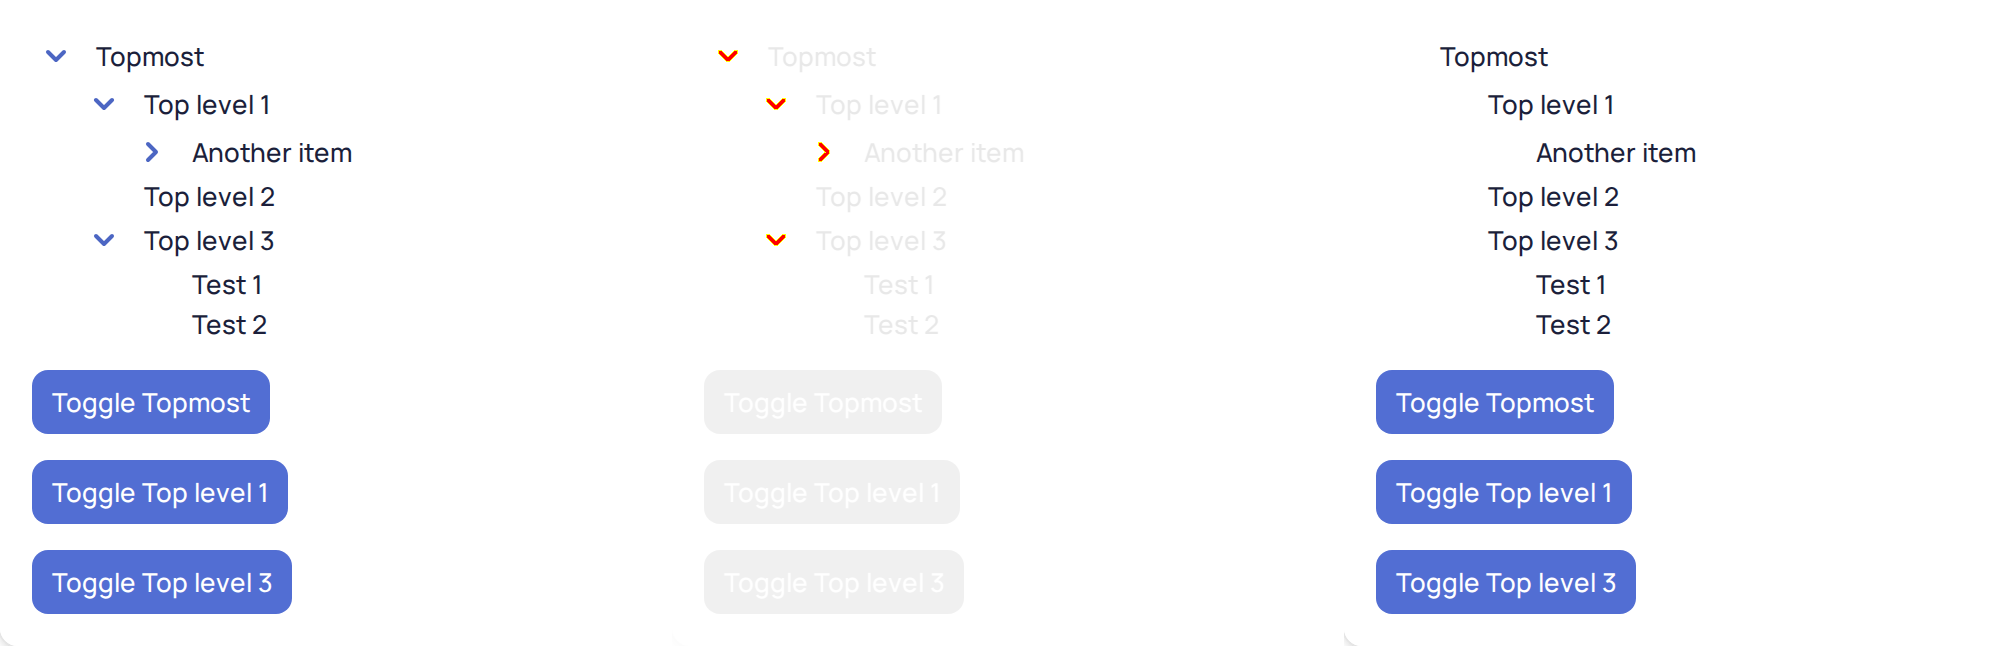 Topmost
Top level 1
Another item
Top level 2
Top level 3
Test 1
Test 2
Toggle Topmost
Toggle Top level 1
Toggle Top level 3
Topmost
Top level 1
Another item
Top level 2
Top level 3
Test 1
Test 2
Toggle Topmost
Toggle Top level 1
Toggle Top level 3
Topmost
Top level 1
Another item
Top level 2
Top level 3
Test 1
Test 2
Toggle Topmost
Toggle Top level 1
Toggle Top level 3